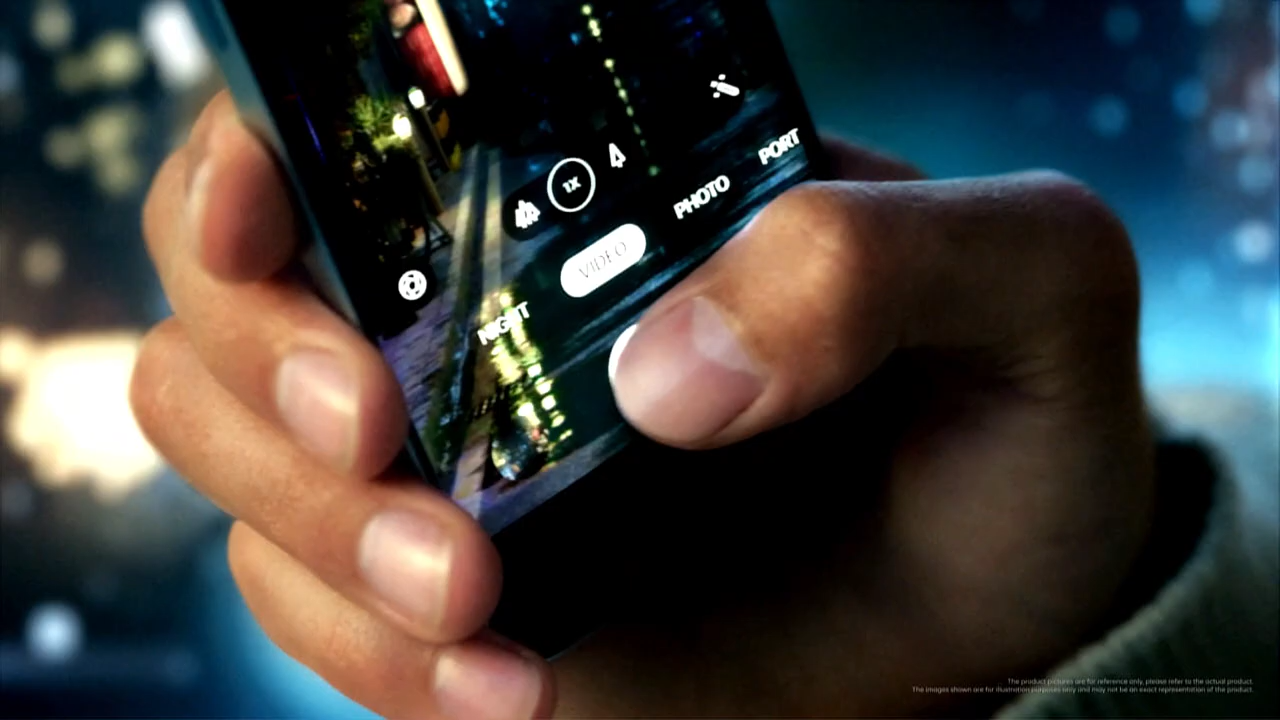 1X
PORT
PHOTO
VIDEO
NIGHT
The product pictures are for reference only, please refer to the actual product.
The images shown are for illustration purposes only and may not be an exact representation of the product.